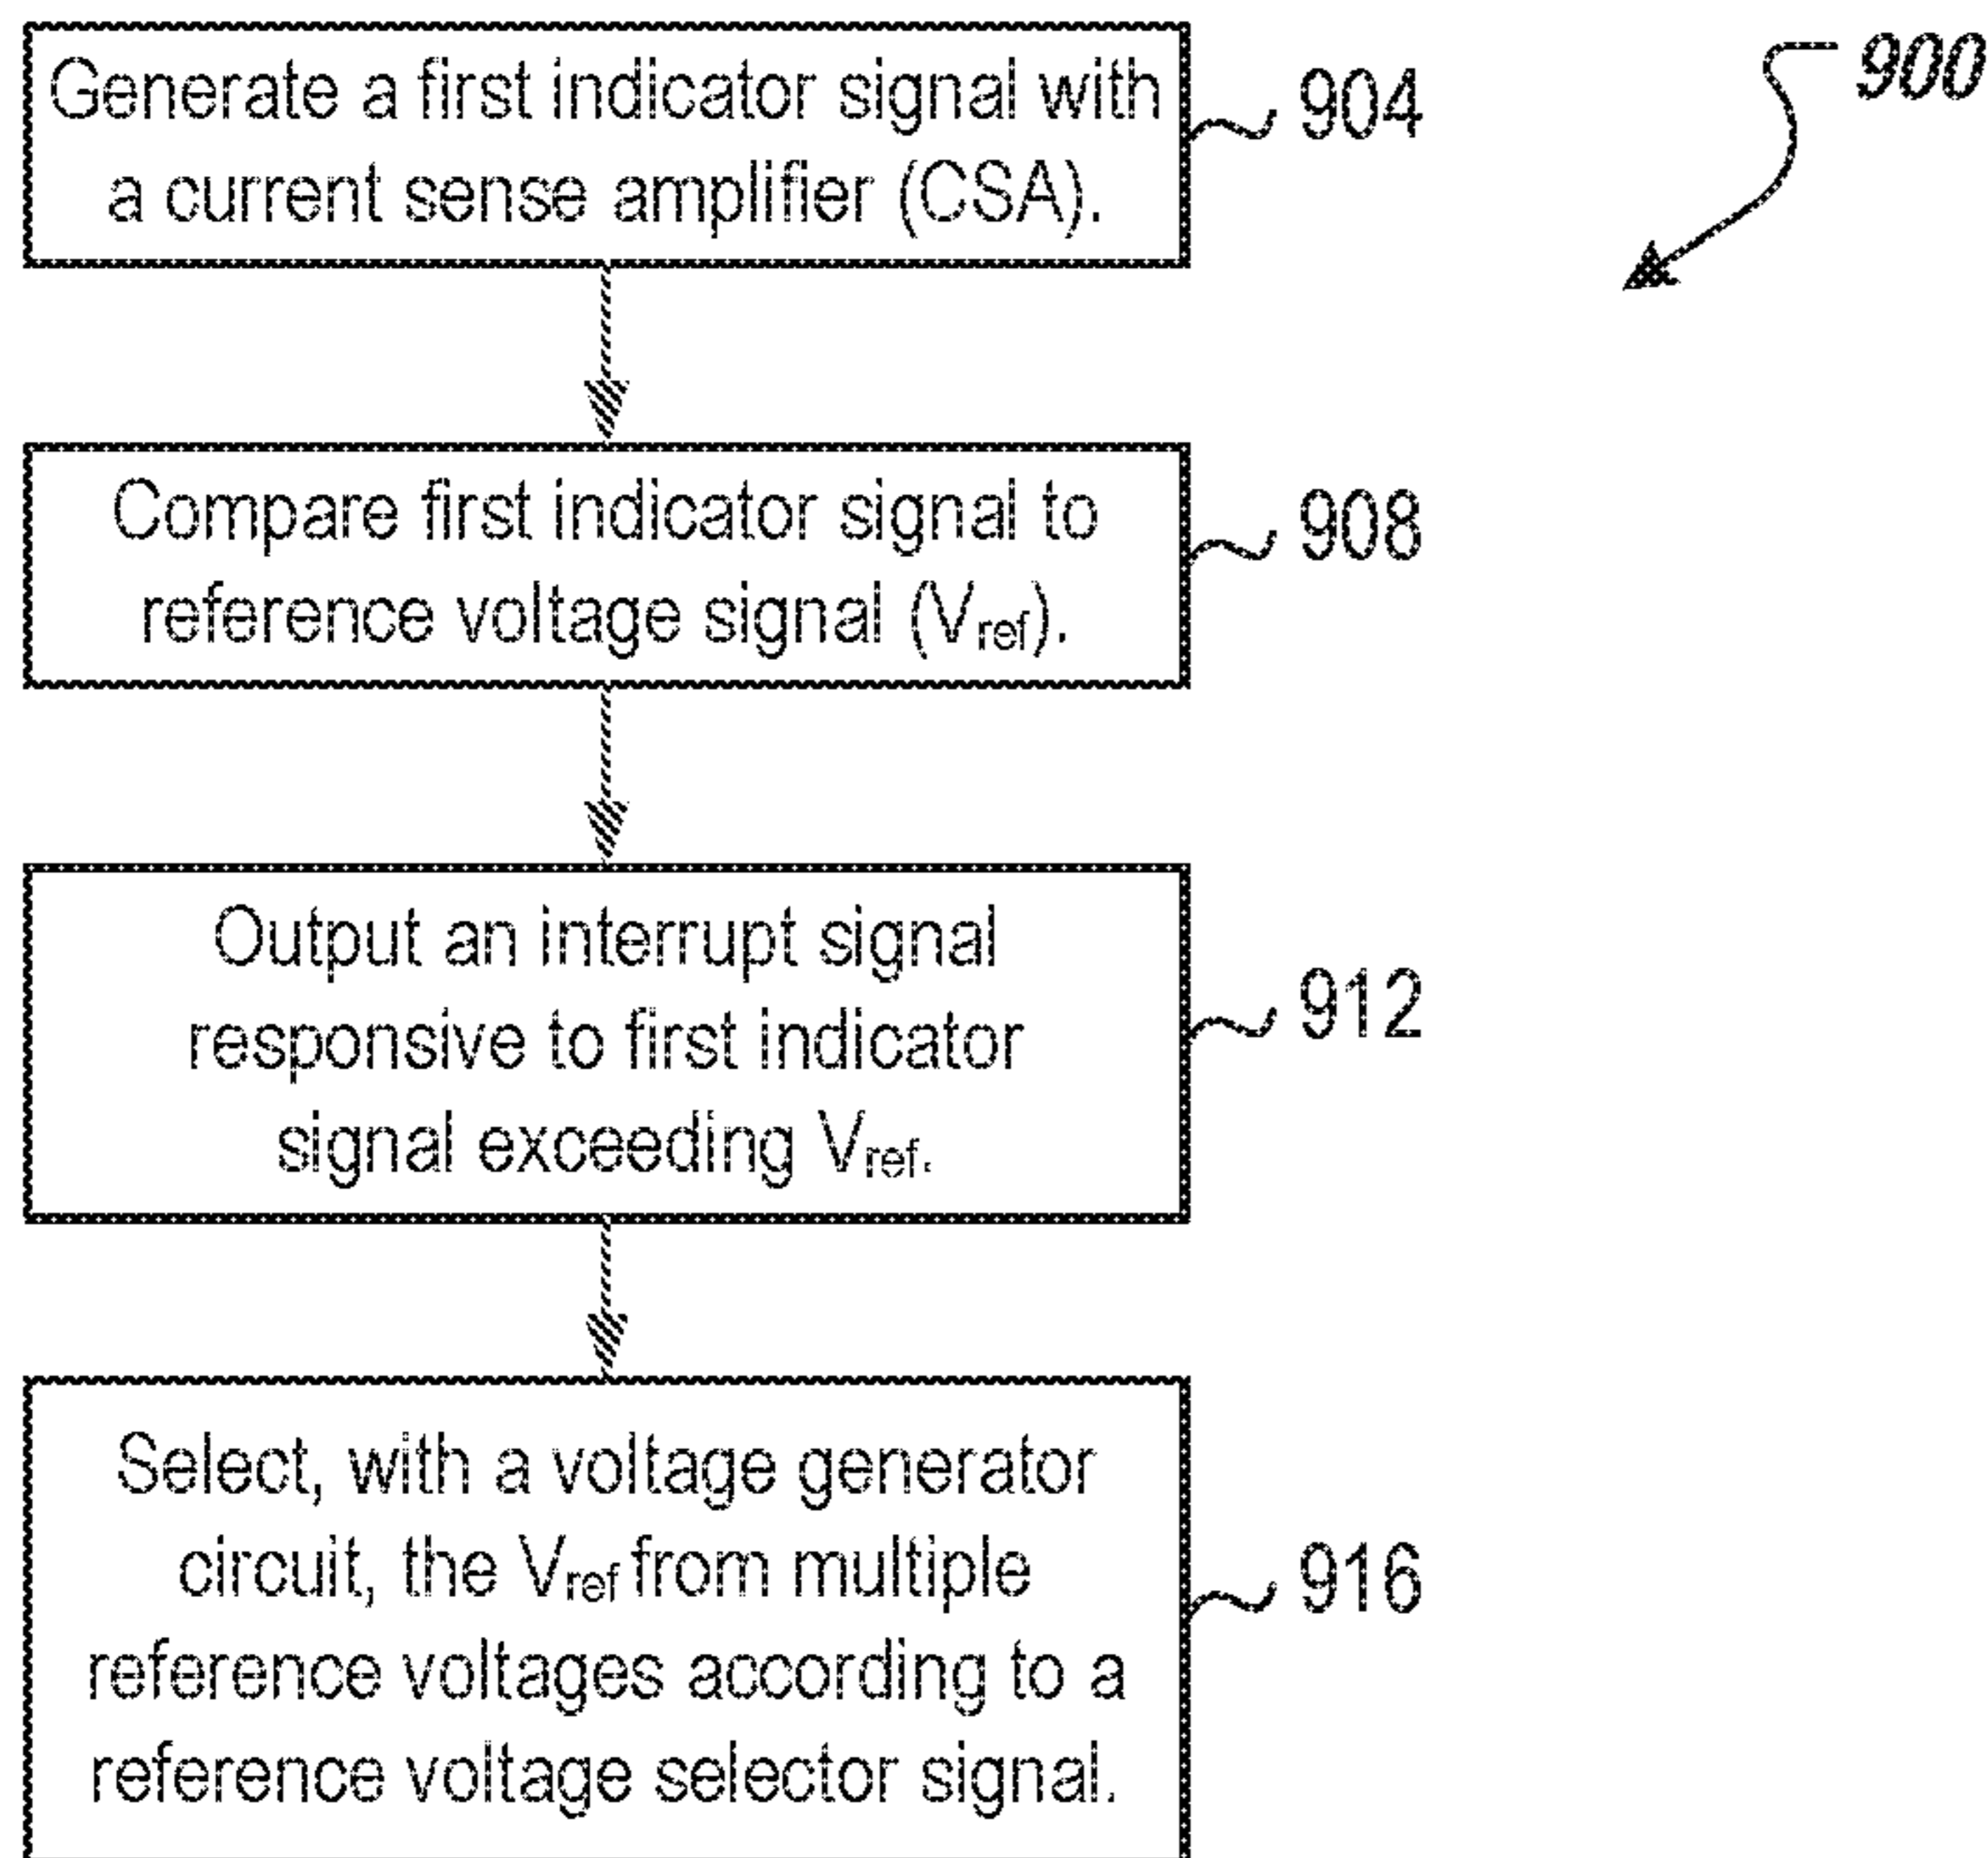 Generate a first indicator signal with
a current sense amplifier (CSA).
904
900
Compare first indicator signal to
reference voltage signal (Vref).
908
Output an interrupt signal
responsive to first indicator
signal exceeding Vref.
912
Select, with a voltage generator
circuit, the Vref from multiple
reference voltages according to a
reference voltage selector signal.
916